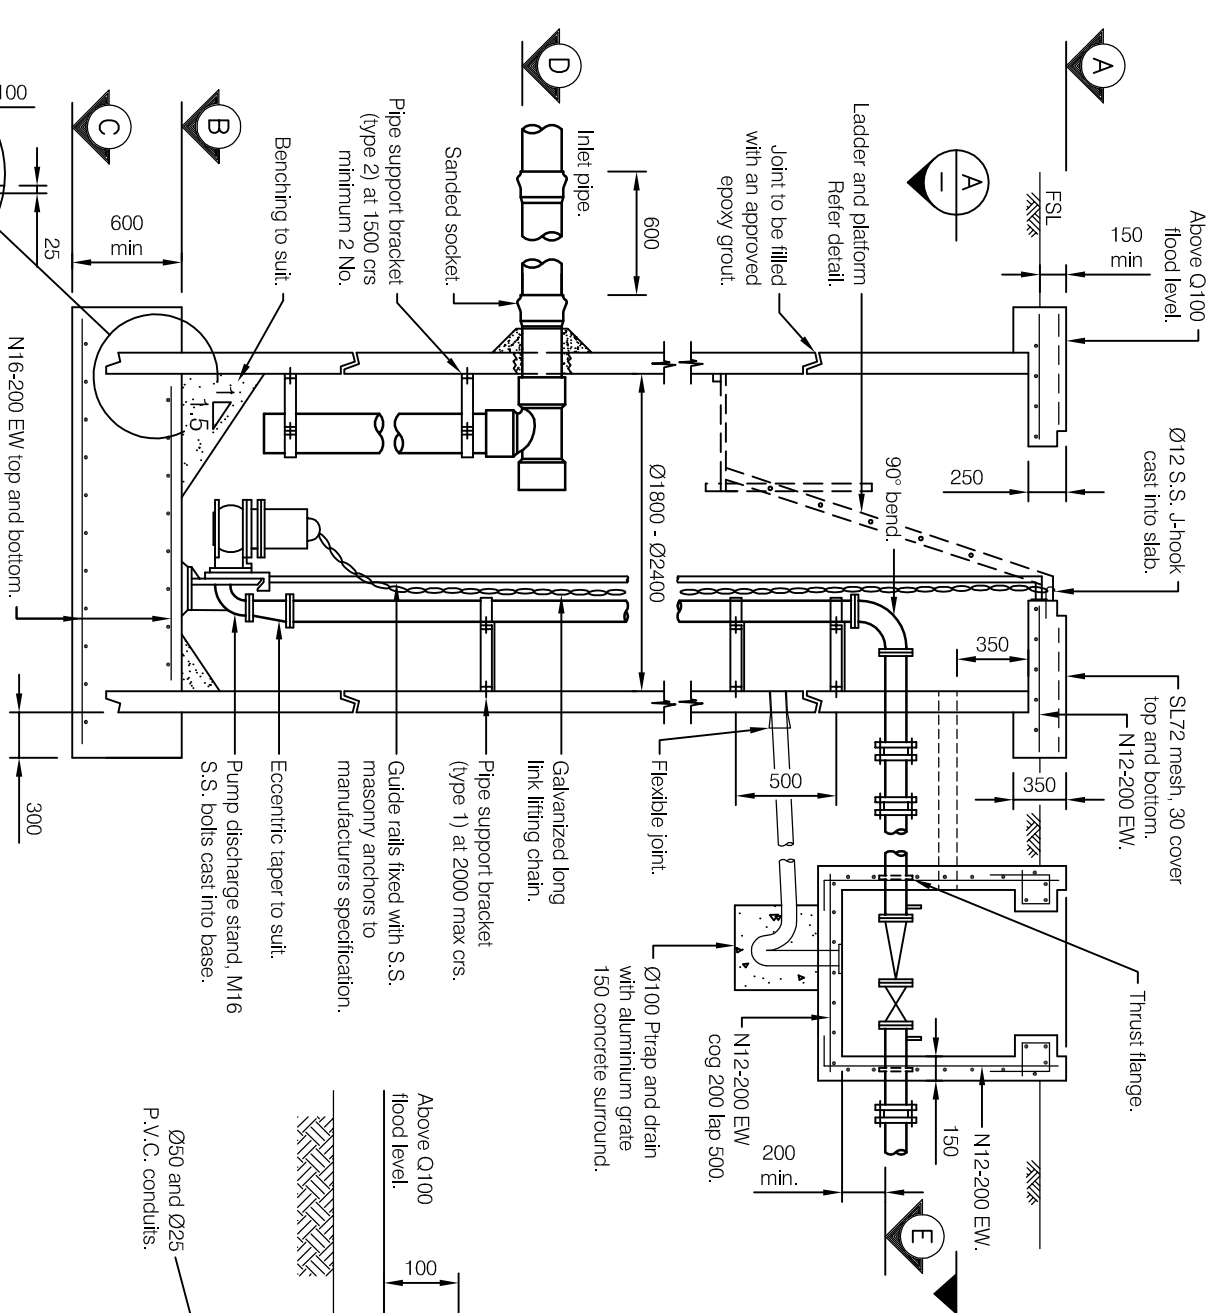 Above Q100
flood level.
150
min
FSL
A
A
–
Ladder and platform
Refer detail.
Joint to be filled
with an approved
epoxy grout.
Inlet pipe.
600
D
Sanded socket.
Pipe support bracket
(type 2) at 1500 crs
minimum 2 No.
Benching to suit.
B
C
600
min
100
25
N16-200 EW top and bottom.
1
1.5
Ø12 S.S. J-hook
cast into slab.
250
90° bend.
Ø1800 - Ø2400
350
SL72 mesh, 30 cover
top and bottom.
N12-200 EW.
350
500
Flexible joint.
Galvanized long
link lifting chain.
Pipe support bracket
(type 1) at 2000 max crs.
Guide rails fixed with S.S.
masonry anchors to
manufacturers specification.
Eccentric taper to suit.
Pump discharge stand, M16
S.S. bolts cast into base.
300
Thrust flange.
N12-200 EW.
150
N12-200 EW
cog 200 lap 500.
200
min.
Ø100 Ptrap and drain
with aluminium grate
150 concrete surround.
E
Above Q100
flood level.
100
Ø50 and Ø25
P.V.C. conduits.